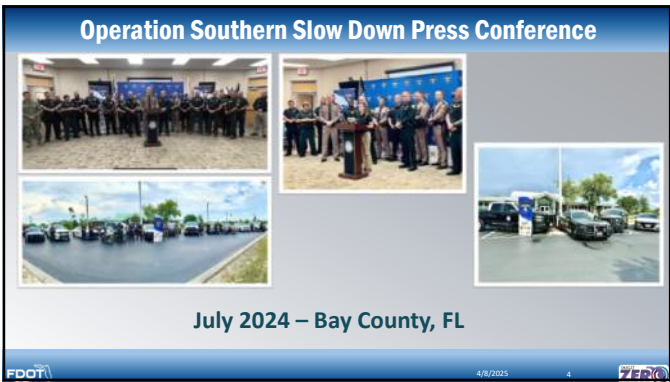 Operation Southern Slow Down Press Conference
July 2024 – Bay County, FL
FDOT
4/8/2025
4
ZERO